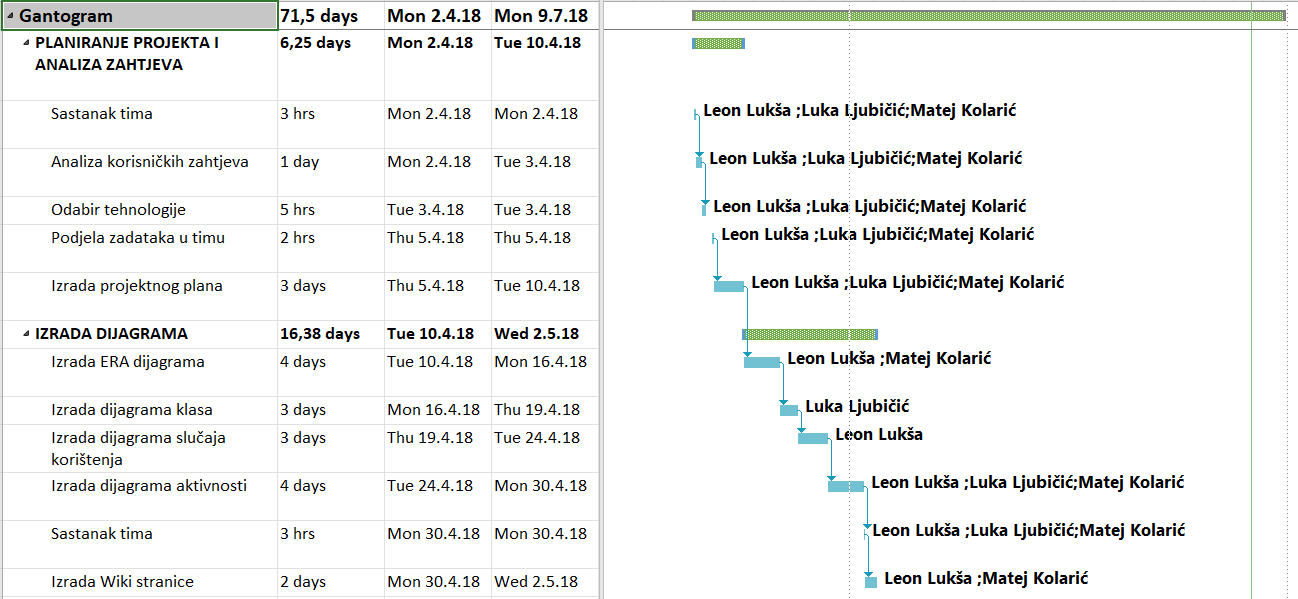 Gantogram 71,5 days Mon 2.4.18 Mon 9.7.18
PLANIRANJE PROJEKTA I 6,25 days Mon 2.4.18 Tue 10.4.18
ANALIZA ZAHTJEVA
Sastanak tima 3 hrs Mon 2.4.18 Mon 2.4.18 Leon Lukša ;Luka Ljubičić;Matej Kolarić
Analiza korisničkih zahtjeva 1 day Mon 2.4.18 Tue 3.4.18 Leon Lukša ;Luka Ljubičić;Matej Kolarić
Odabir tehnologije 5 hrs Tue 3.4.18 Tue 3.4.18 Leon Lukša ;Luka Ljubičić;Matej Kolarić
Podjela zadataka u timu 2 hrs Thu 5.4.18 Thu 5.4.18 Leon Lukša ;Luka Ljubičić;Matej Kolarić
Izrada projektnog plana 3 days Thu 5.4.18 Tue 10.4.18 Leon Lukša ;Luka Ljubičić;Matej Kolarić
IZRADA DIJAGRAMA 16,38 days Tue 10.4.18 Wed 2.5.18
Izrada ERA dijagrama 4 days Tue 10.4.18 Mon 16.4.18 Leon Lukša ;Matej Kolarić
Izrada dijagrama klasa 3 days Mon 16.4.18 Thu 19.4.18 Luka Ljubičić
Izrada dijagrama slučaja 3 days Thu 19.4.18 Tue 24.4.18 Leon Lukša
korištenja
Izrada dijagrama aktivnosti 4 days Tue 24.4.18 Mon 30.4.18 Leon Lukša ;Luka Ljubičić;Matej Kolarić
Sastanak tima 3 hrs Mon 30.4.18 Mon 30.4.18 Leon Lukša ;Luka Ljubičić;Matej Kolarić
Izrada Wiki stranice 2 days Mon 30.4.18 Wed 2.5.18 Leon Lukša ;Matej Kolarić